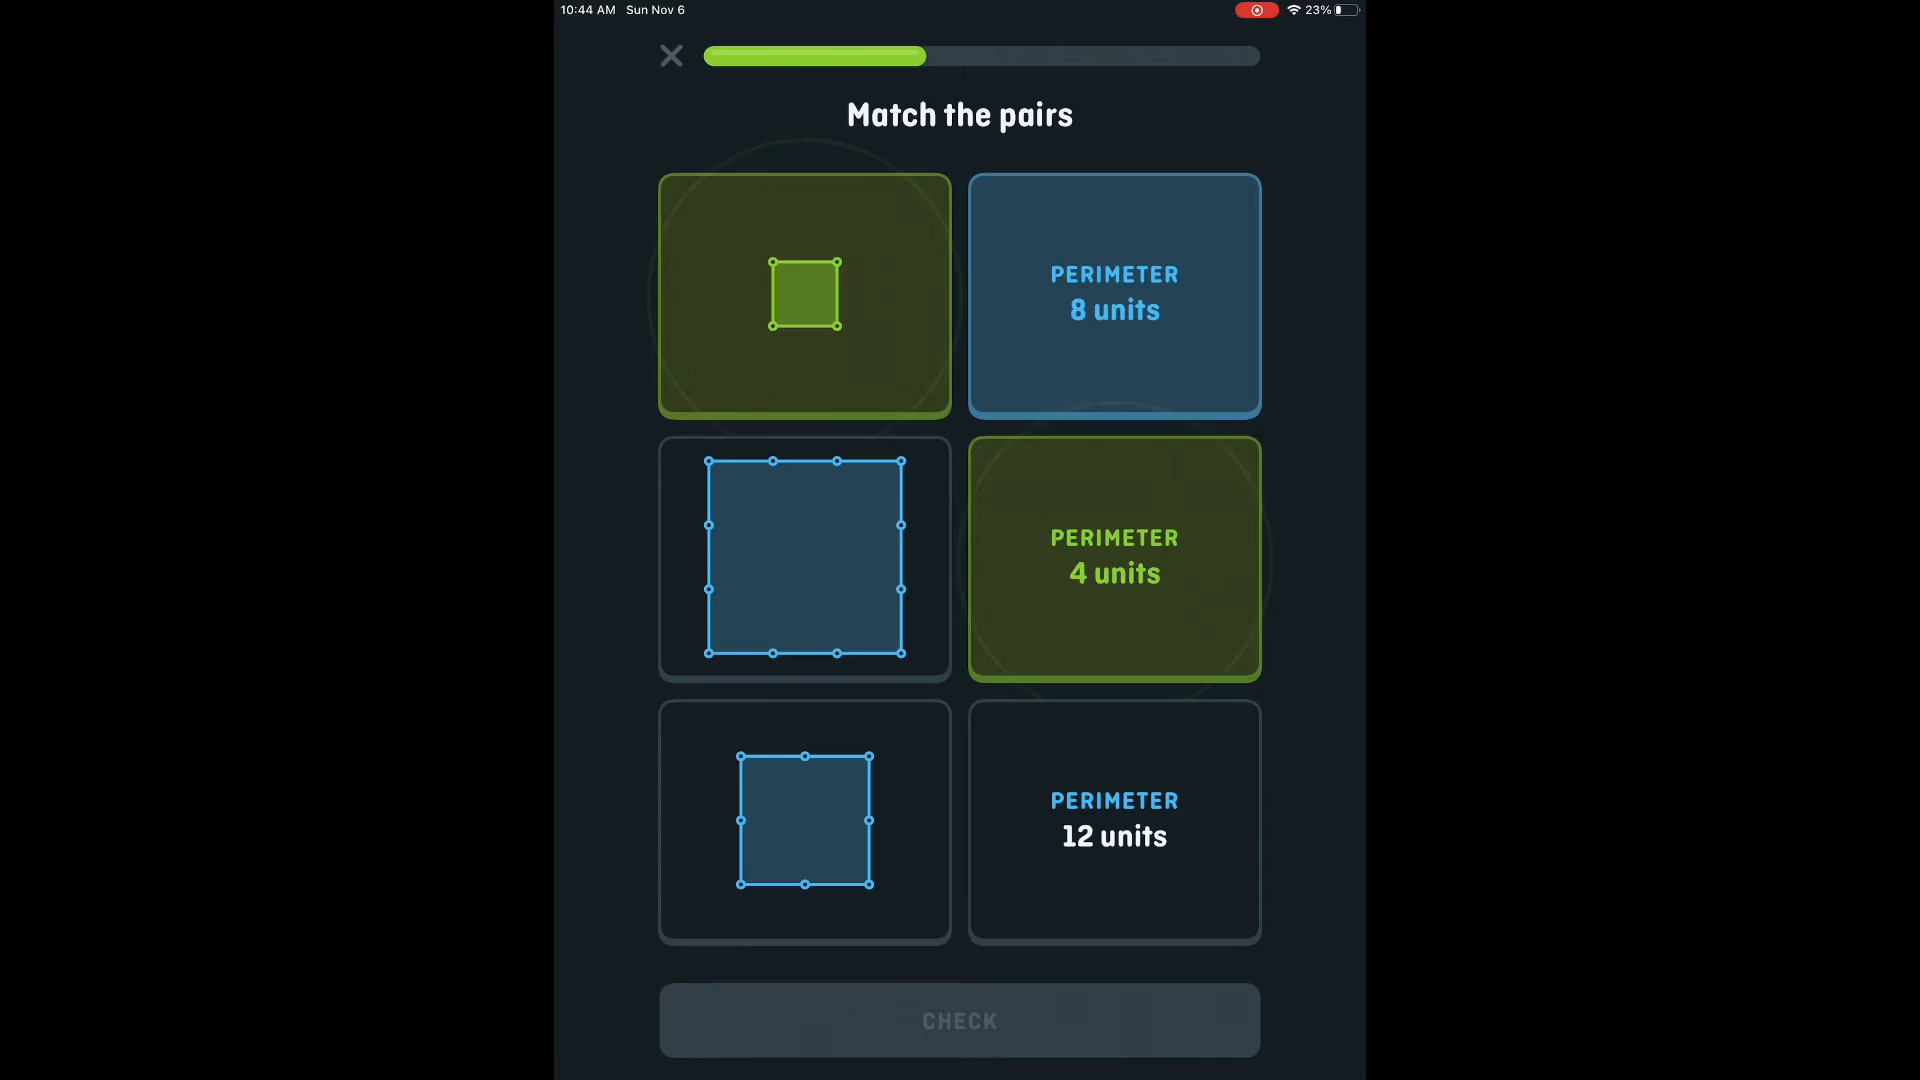 10:44 AM Sun Nov 6
23%
Match the pairs
PERIMETER
8 units
PERIMETER
4 units
PERIMETER
12 units
CHECK